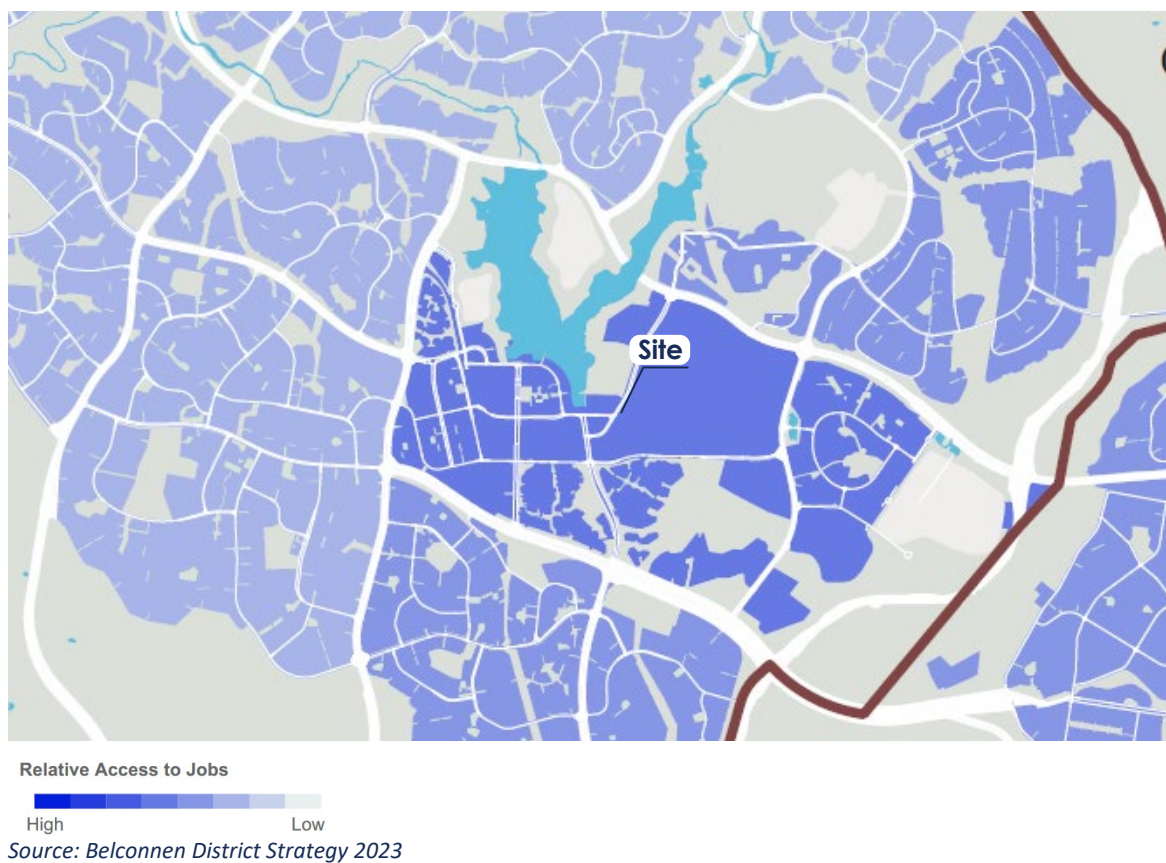 Site
Relative Access to Jobs
High Low
Source: Belconnen District Strategy 2023